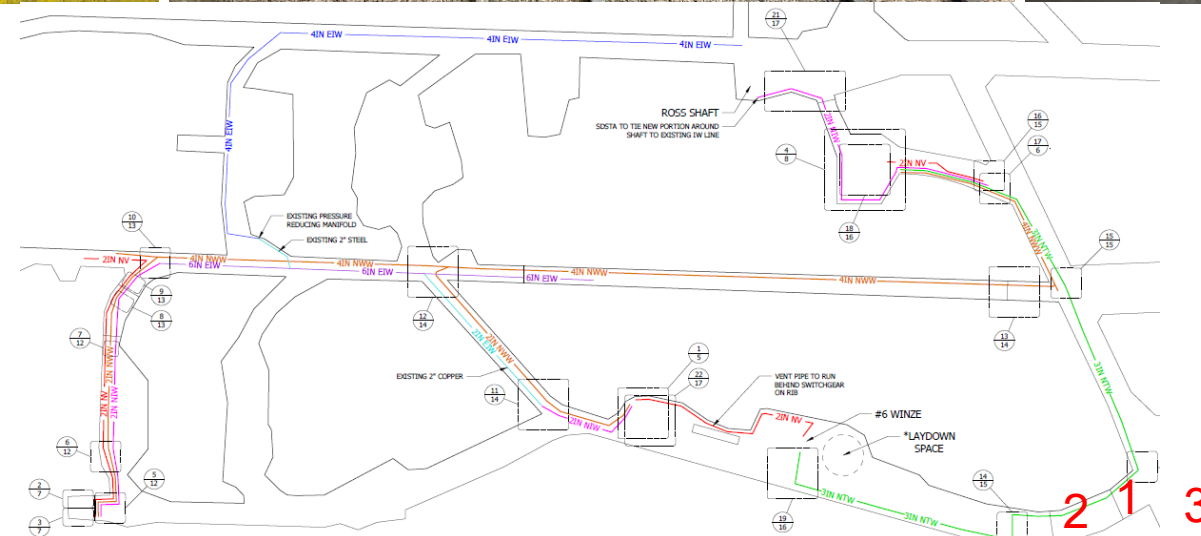 4IN EIW
4IN EIW
4IN EIW
21
17
ROSS SHAFT
SDSTA TO TIE NEW PORTION AROUND
SHAFT TO EXISTING IW LINE
4IN EIW
2IN NIW
16
15
17
6
4
8
2IN NV
18
16
EXISTING PRESSURE
REDUCING MANIFOLD
EXISTING 2" STEEL
10
13
3IN NTW
4IN NWW
15
15
2IN NV
4IN NWW
4IN NWW
4IN NWW
4IN NWW
6IN EIW
6IN EIW
6IN EIW
9
13
8
13
12
14
13
14
7
12
2IN NWW
2IN EIW
2IN NWW
1
5
EXISTING 2" COPPER
22
17
VENT PIPE TO RUN
BEHIND SWITCHGEAR
ON RIB
3IN NTW
11
14
2IN NV
2IN NIW
2IN NIW
2IN NV
#6 WINZE
*LAYDOWN
SPACE
6
12
5
12
2
7
3
7
14
15
3IN NTW
3IN NTW
19
16
2
1
3